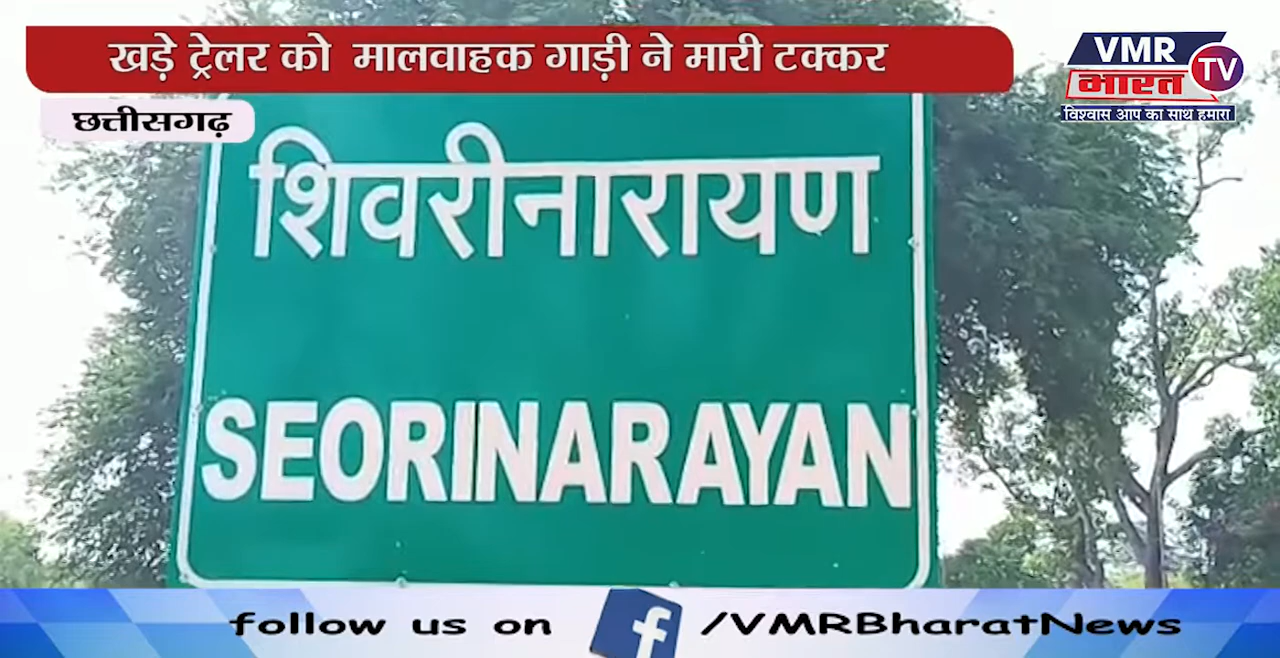 खड़े ट्रेलर को मालवाहक गाड़ी ने मारी टक्कर
VMR
भारत
TV
विश्वास आप का साथ हमारा
छत्तीसगढ़
शिवरीनारायण
SEORINARAYAN
follow us on f /VMRBharatNews